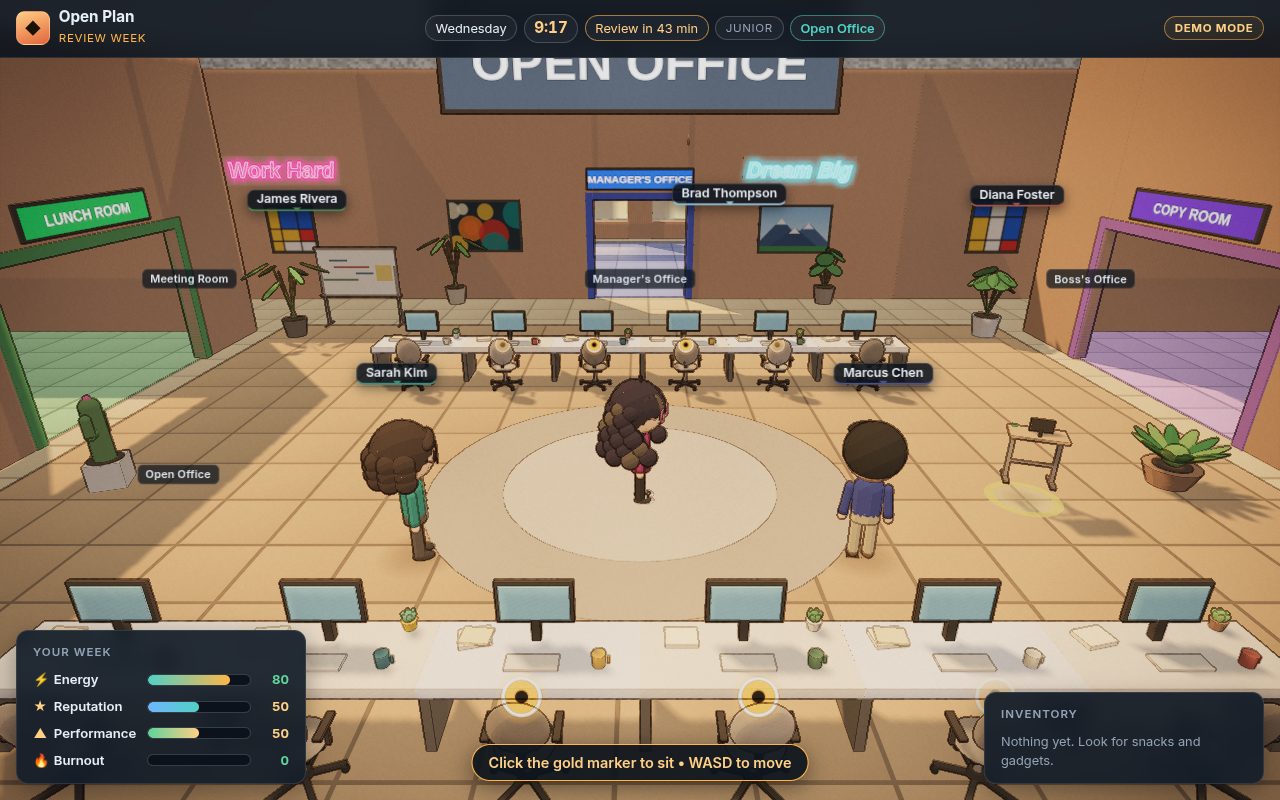 Open Plan
REVIEW WEEK
Wednesday
9:17
Review in 43 min
JUNIOR
Open Office
DEMO MODE
OPEN OFFICE
Work Hard
Dream Big
MANAGER'S OFFICE
James Rivera
Brad Thompson
Diana Foster
LUNCH ROOM
COPY ROOM
Meeting Room
Manager's Office
Boss's Office
Sarah Kim
Marcus Chen
Open Office
YOUR WEEK
Energy 80
Reputation 50
Performance 50
Burnout 0
Click the gold marker to sit • WASD to move
INVENTORY
Nothing yet. Look for snacks and
gadgets.